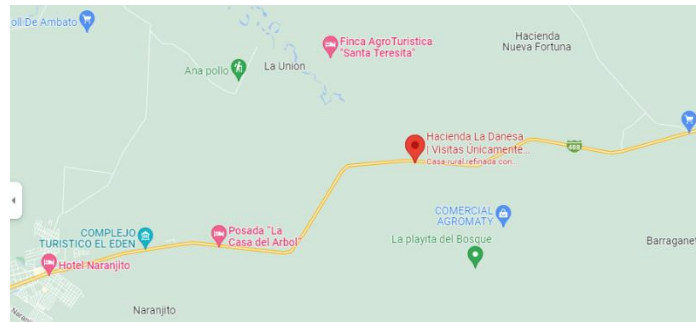 oll De Ambato
Finca AgroTuristica
"Santa Teresita"
Hacienda
Nueva Fortuna
Ana pollo
La Union
Hacienda La Danesa
| Visitas Únicamente...
Casa rural refinada con...
488
COMERCIAL
AGROMATY
COMPLEJO
TURISTICO EL EDEN
Posada "La
Casa del Arbol"
La playita del Bosque
Barraganet
Hotel Naranjito
Naranjito
Naran